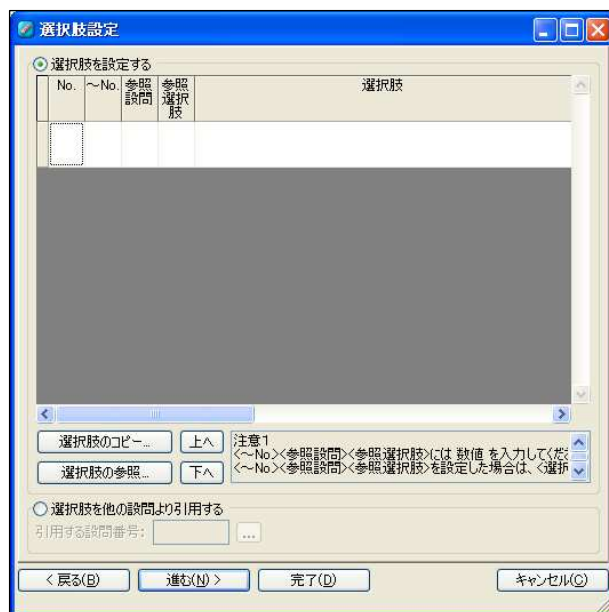 選択肢設定
選択肢を設定する
No. ～No. 参照設問 参照選択肢 選択肢
選択肢のコピー... 上へ
選択肢の参照... 下へ
注意1
<～No><参照設問><参照選択肢>には 数値 を入力してくだ
<～No><参照設問><参照選択肢>を設定した場合は、<選択
選択肢を他の設問より引用する
引用する設問番号: ...
< 戻る(B) 進む(N) > 完了(D) キャンセル(C)